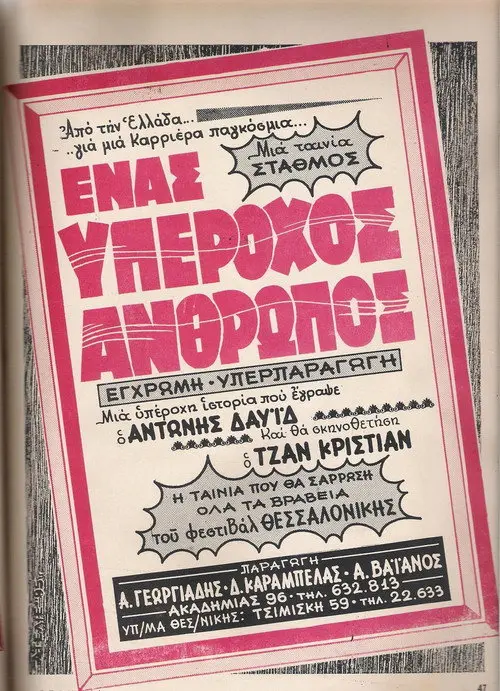 Ἀπό τήν Ἑλλάδα...
..γιά μιά Καρριέρα παγκόσμια...
Μιά ταινία
ΣΤΑΘΜΟΣ
ΕΝΑΣ
ΥΠΕΡΟΧΟΣ
ΑΝΘΡΩΠΟΣ
ΕΓΧΡΩΜΗ · ΥΠΕΡΠΑΡΑΓΩΓΗ
Μιά ὑπέροχη ἱστορία πού ἔγραψε
ὁ ΑΝΤΩΝΗΣ ΔΑΥΪΔ
Καί θά σκηνοθετήση
ὁ ΤΖΑΝ ΚΡΙΣΤΙΑΝ
Η ΤΑΙΝΙΑ ΠΟΥ ΘΑ ΣΑΡΡΩΣΗ
ΟΛΑ ΤΑ ΒΡΑΒΕΙΑ
τοῦ φεστιβάλ ΘΕΣΣΑΛΟΝΙΚΗΣ
ΠΑΡΑΓΩΓΗ
Α. ΓΕΩΡΓΙΑΔΗΣ · Δ. ΚΑΡΑΜΠΕΛΑΣ · Α. ΒΑΪΑΝΟΣ
ΑΚΑΔΗΜΙΑΣ 96 · ΤΗΛ. 632.813
ΥΠ/ΜΑ ΘΕΣ/ΝΙΚΗΣ: ΤΣΙΜΙΣΚΗ 59 · ΤΗΛ. 22.633
47